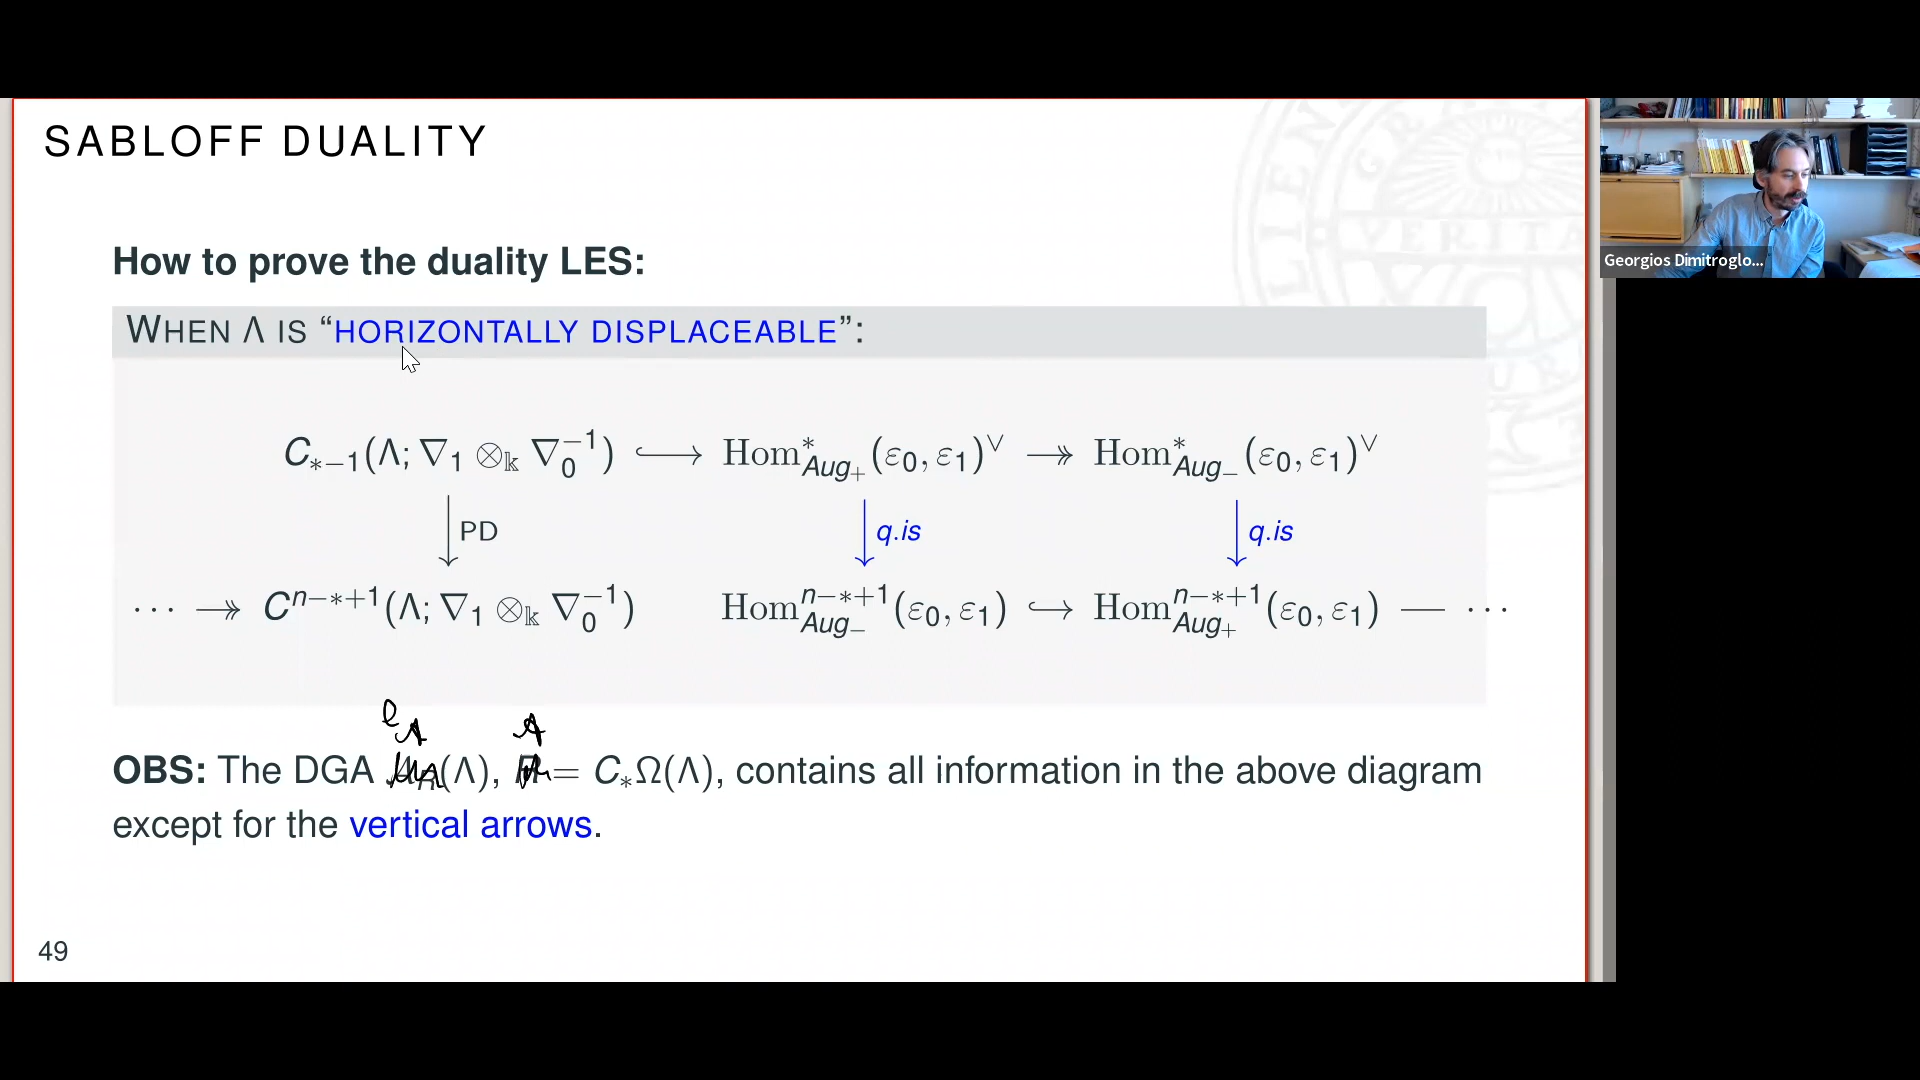 SABLOFF DUALITY
How to prove the duality LES:
WHEN Λ IS “HORIZONTALLY DISPLACEABLE”:
C_{*−1}(Λ; ∇_1 ⊗_𝕜 ∇_0^{−1}) ↪ Hom^*_{Aug_+}(ε_0, ε_1)^∨ ↠ Hom^*_{Aug_−}(ε_0, ε_1)^∨
↓ PD ↓ q.is ↓ q.is
··· ↠ C^{n−*+1}(Λ; ∇_1 ⊗_𝕜 ∇_0^{−1}) Hom^{n−*+1}_{Aug_−}(ε_0, ε_1) ↪ Hom^{n−*+1}_{Aug_+}(ε_0, ε_1) — ···
OBS: The DGA (Λ), = C_*Ω(Λ), contains all information in the above diagram
except for the vertical arrows.
49
Georgios Dimitroglo...
VERITA